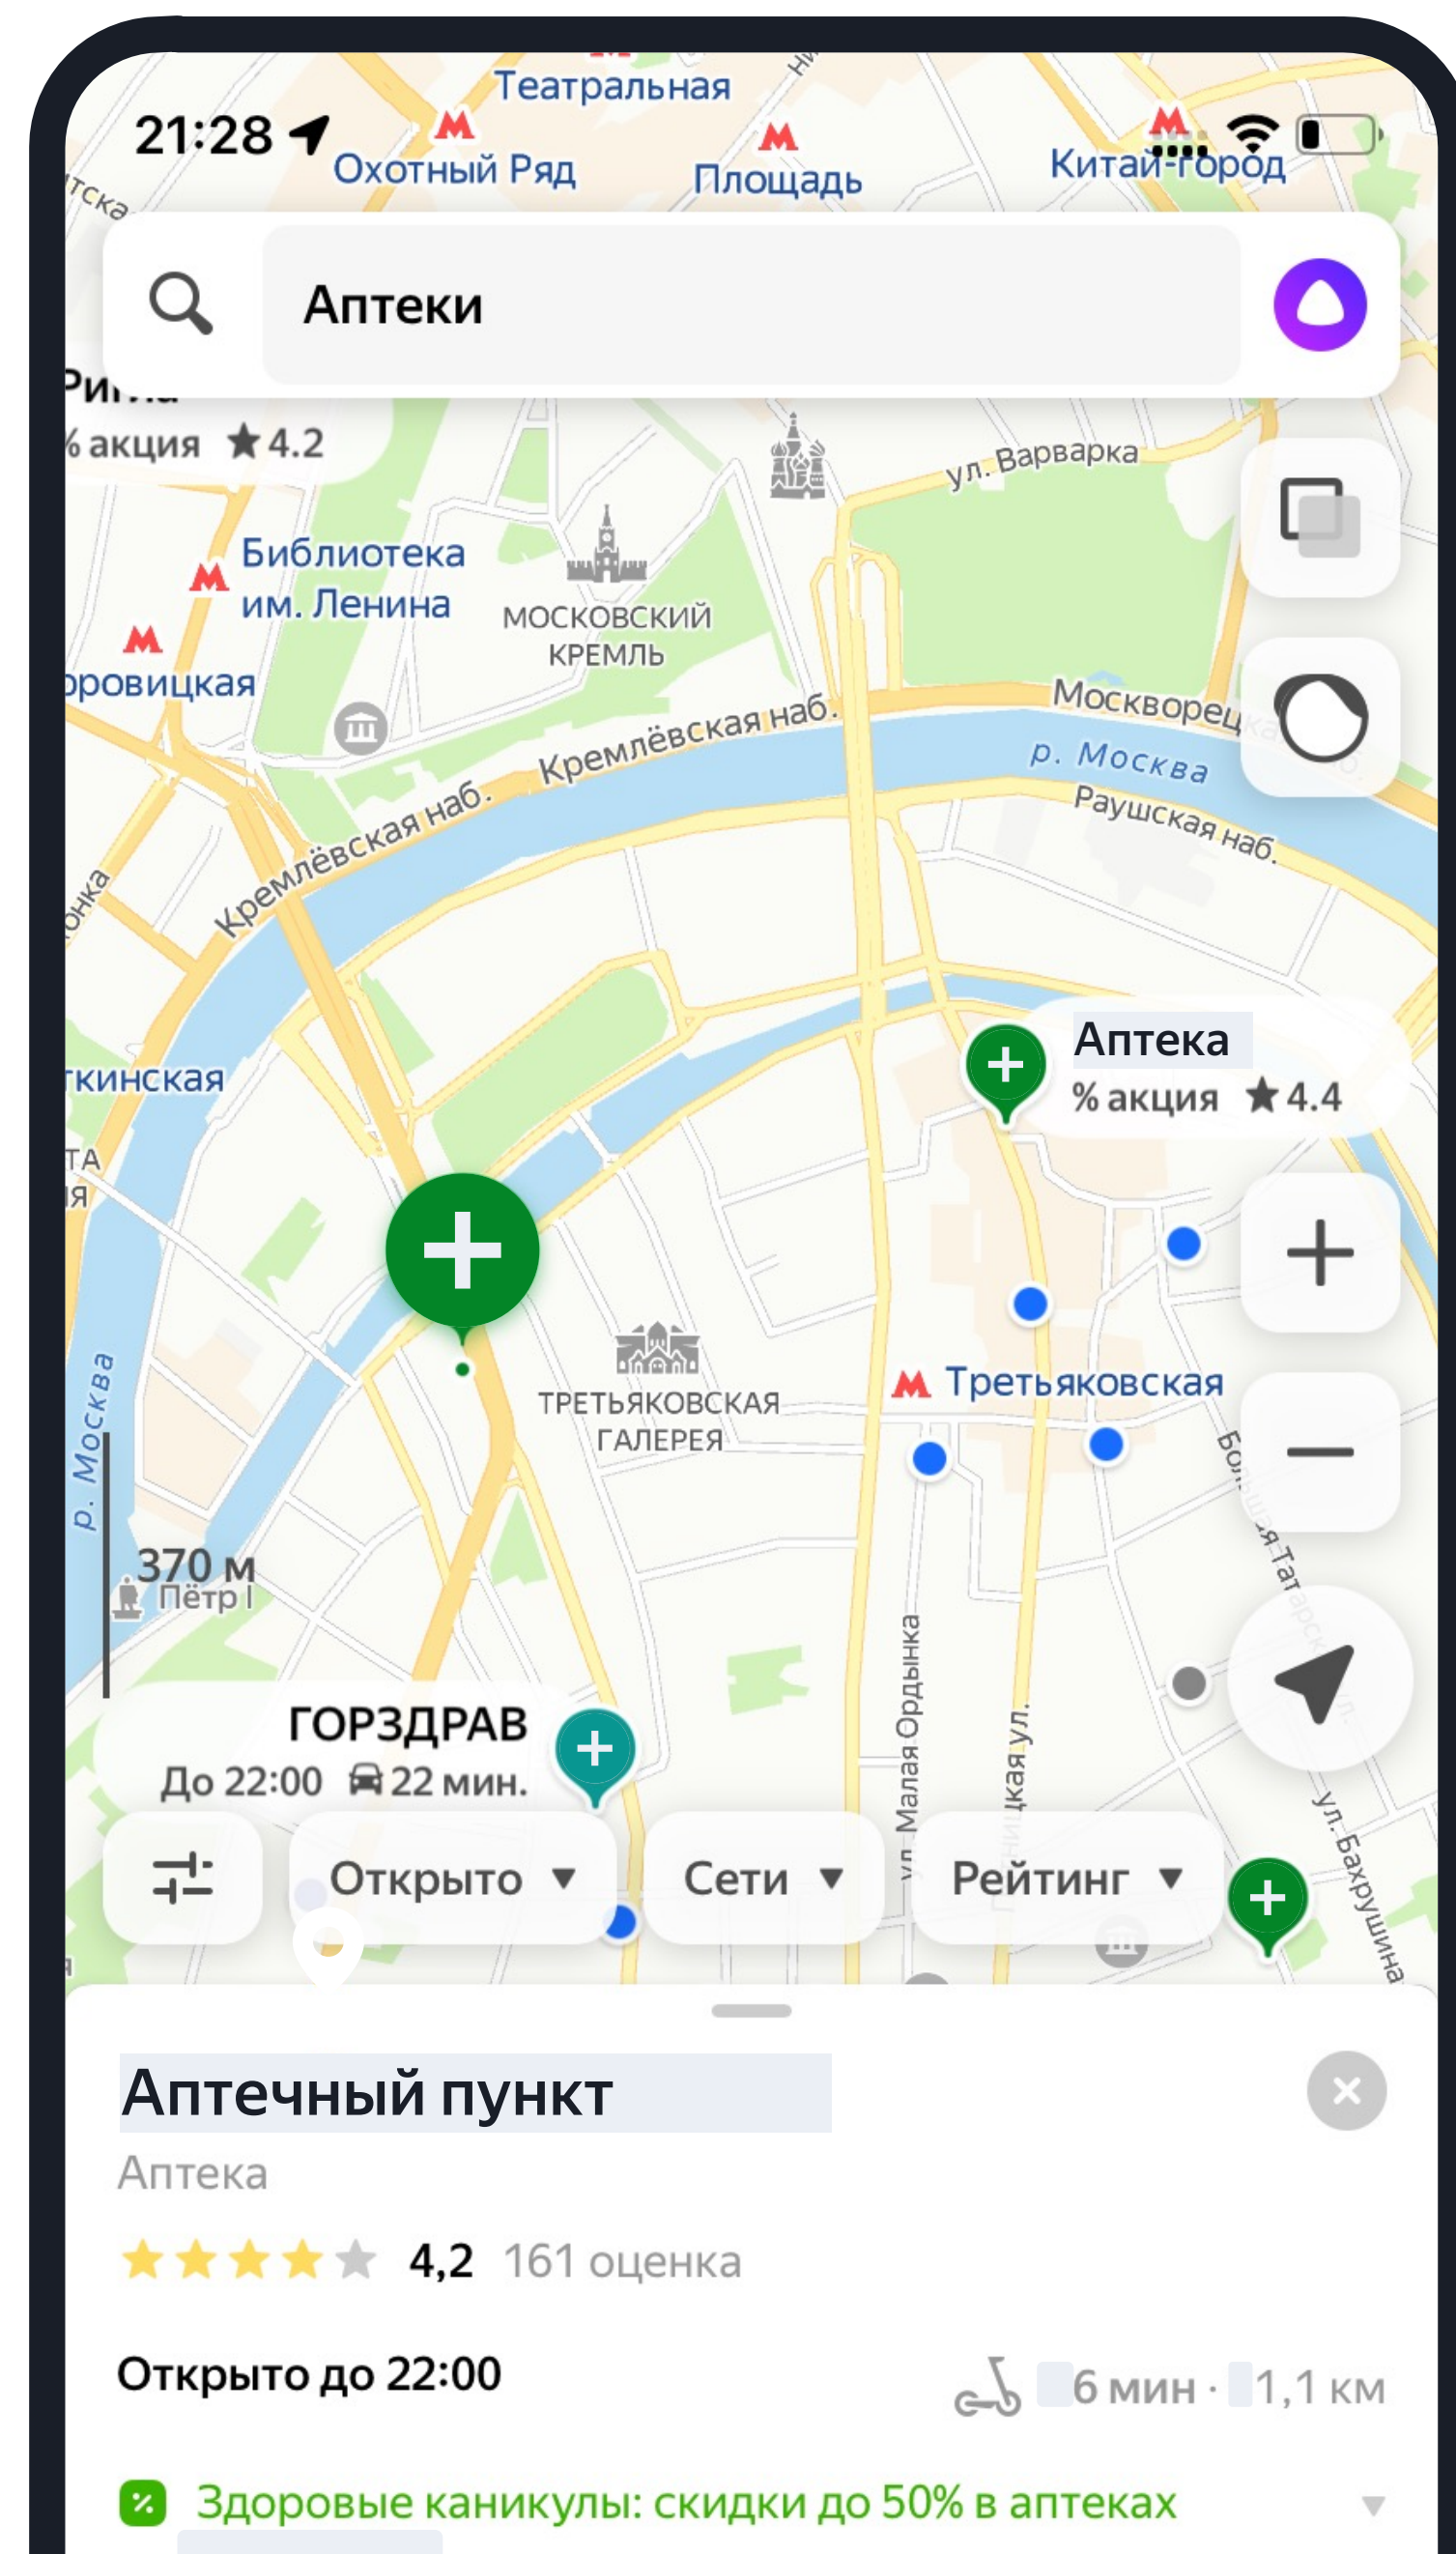 Театральная
21:28
Охотный Ряд
Площадь
Китай-город
Аптеки
% акция 4.2
ул. Варварка
Библиотека
им. Ленина
МОСКОВСКИЙ
КРЕМЛЬ
Кремлёвская наб.
р. Москва
Раушская наб.
Кремлёвская наб.
Аптека
% акция 4.4
ТРЕТЬЯКОВСКАЯ
ГАЛЕРЕЯ
Третьяковская
р. Москва
370 м
Пётр I
ул. Малая Ордынка
ГОРЗДРАВ
До 22:00 22 мин.
ул. Бахрушина
Открыто
Сети
Рейтинг
Аптечный пункт
Аптека
4,2 161 оценка
Открыто до 22:00
6 мин · 1,1 км
% Здоровые каникулы: скидки до 50% в аптеках